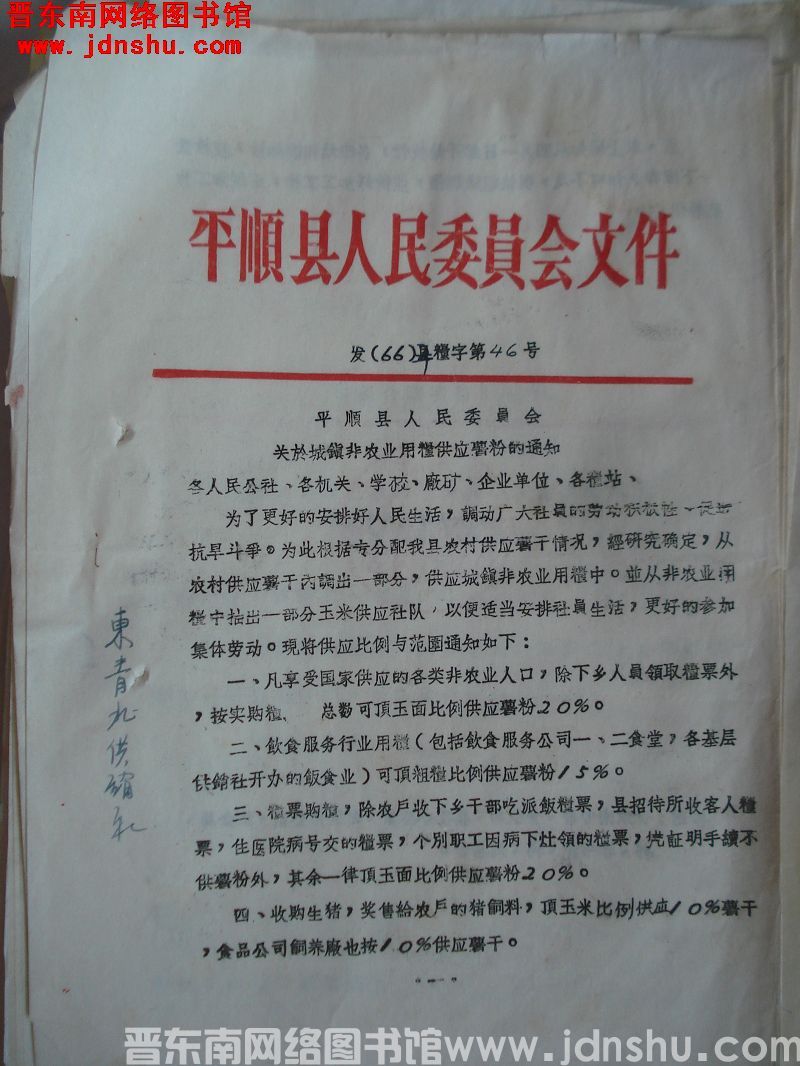 晋东南网络图书馆
www.jdnshu.com
平順县人民委員会文件
发(66)平糧字第46号
平順县人民委員会
关於城鎮非农业用糧供应薯粉的通知
各人民公社、各机关、学校、廠矿、企业单位、各糧站、
为了更好的安排好人民生活，調动广大社員的劳动积极性、促进
抗旱斗爭。为此根据专分配我县农村供应薯干情况，經硏究确定，从
农村供应薯干內調出一部分，供应城鎮非农业用糧中。並从非农业用
糧中抽出一部分玉米供应社队，以便适当安排社員生活，更好的参加
集体劳动。現将供应比例与范圍通知如下：
一、凡享受国家供应的各类非农业人口，除下乡人員領取糧票外
，按实购糧、 总数可頂玉面比例供应薯粉20%。
二、飲食服务行业用糧（包括飲食服务公司一、二食堂，各基层
供銷社开办的飯食业）可頂粗糧比例供应薯粉15%。
三、糧票购糧，除农戶收下乡干部吃派飯糧票，县招待所收客人糧
票，住医院病号交的糧票，个別职工因病下灶領的糧票，凭証明手續不
供薯粉外，其余一律頂玉面比例供应薯粉20%。
四、收购生猪，奖售給农戶的猪飼料，頂玉米比例供应10%薯干
，食品公司飼养廠也按10%供应薯干。
東青北供銷社
晋东南网络图书馆www.jdnshu.com